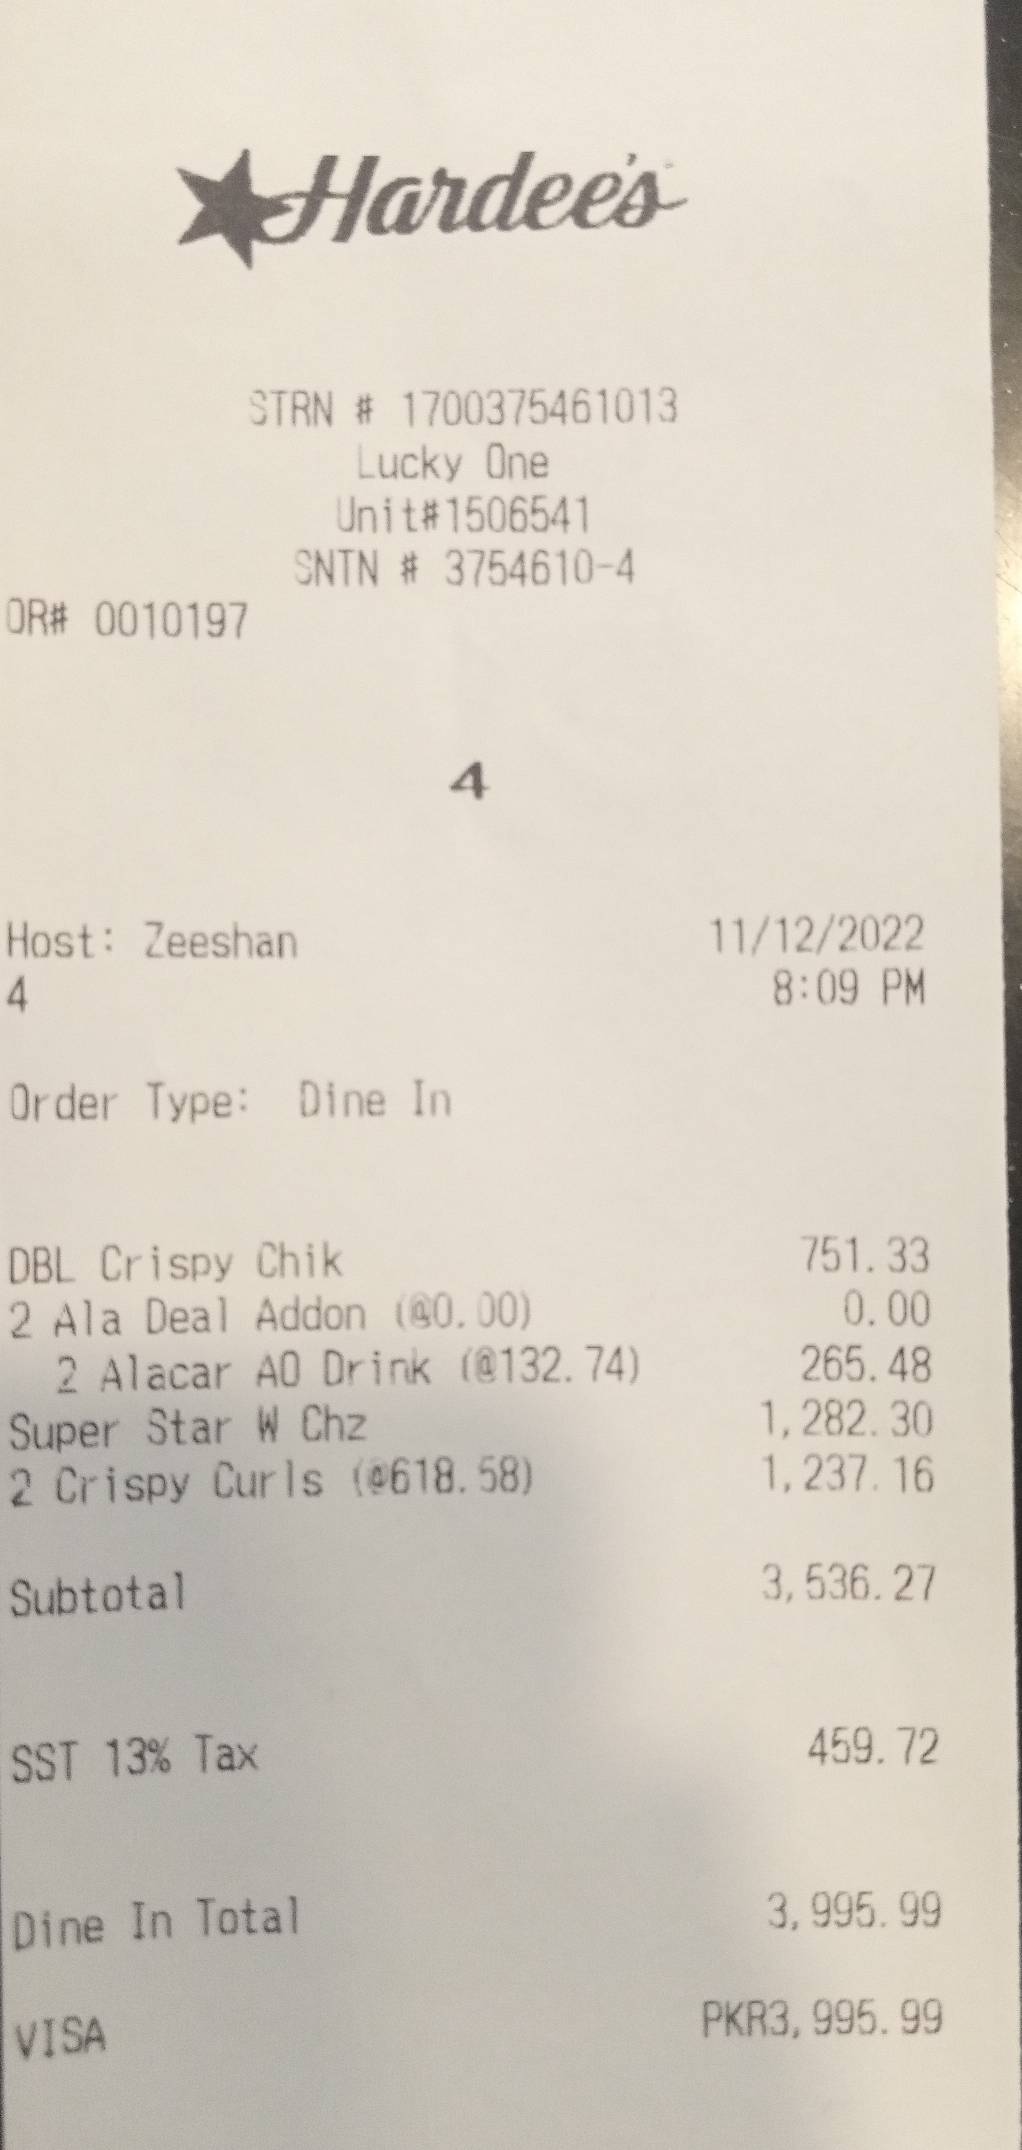 Hardee's
STRN # 1700375461013
Lucky One
Unit#1506541
SNTN # 3754610-4
OR# 0010197
4
Host: Zeeshan 11/12/2022
4 8:09 PM
Order Type: Dine In
DBL Crispy Chik 751.33
2 Ala Deal Addon (@0.00) 0.00
2 Alacar AO Drink (@132.74) 265.48
Super Star W Chz 1,282.30
2 Crispy Curls (@618.58) 1,237.16
Subtotal 3,536.27
SST 13% Tax 459.72
Dine In Total 3,995.99
VISA PKR3,995.99